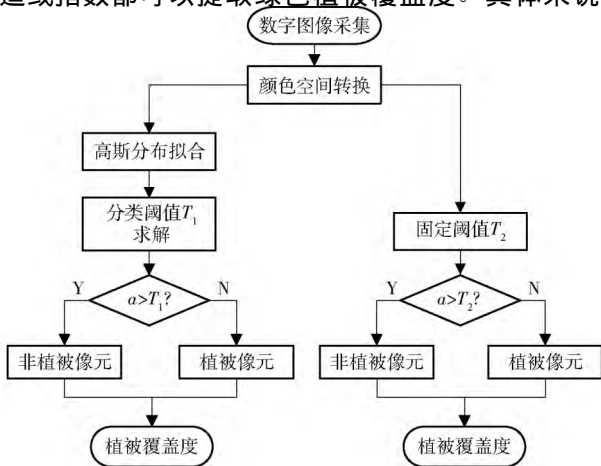 道或指数都可以提取绿色植被覆盖度。具体来说
数字图像采集
颜色空间转换
高斯分布拟合
分类阈值T₁
求解
固定阈值T₂
Y
a>T₁?
N
Y
a>T₂?
N
非植被像元
植被像元
非植被像元
植被像元
植被覆盖度
植被覆盖度